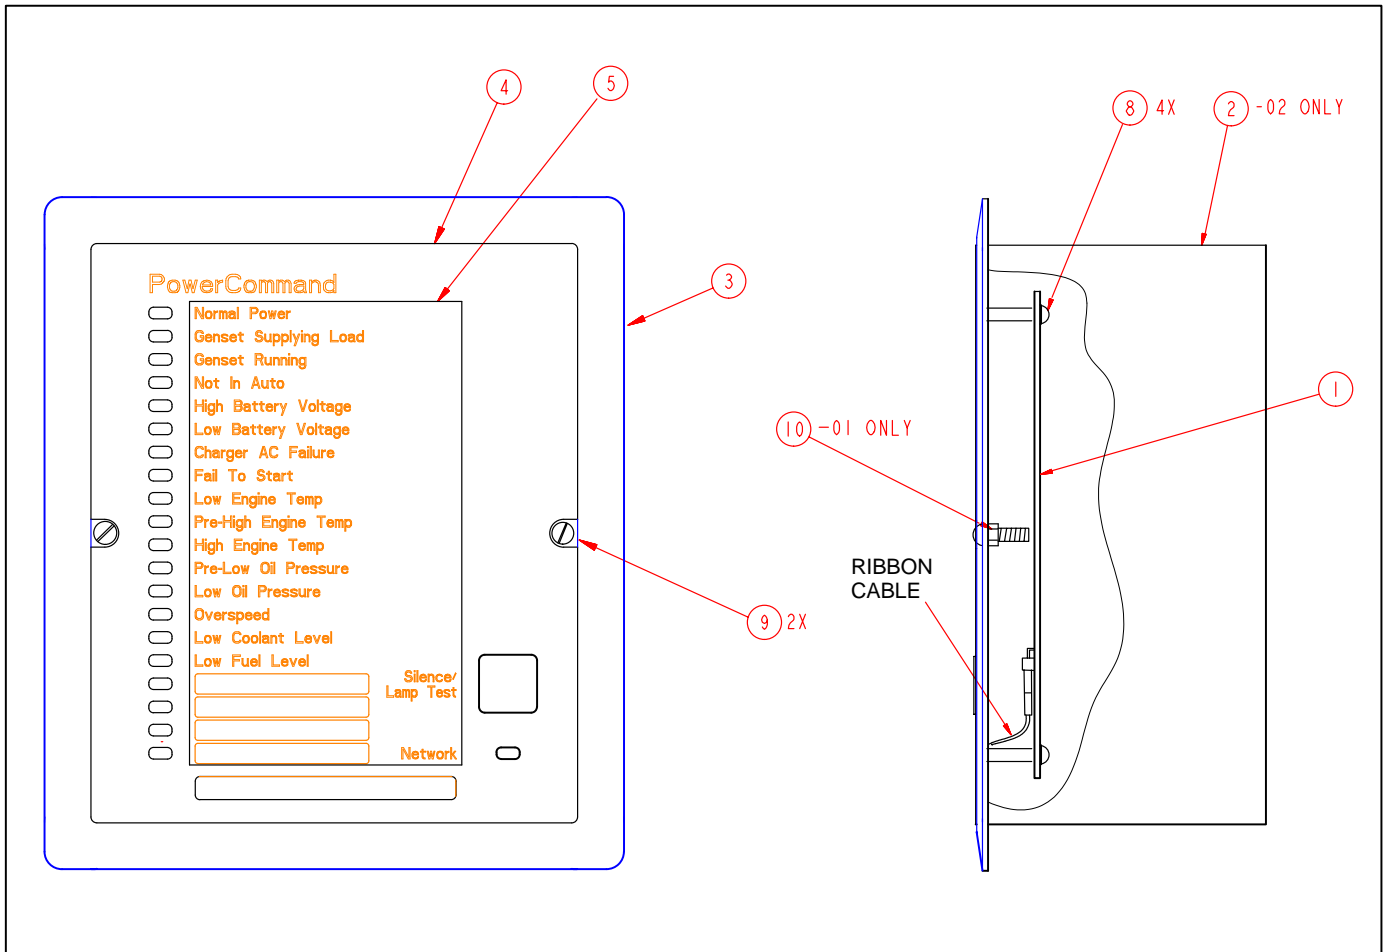 4
5
8 4X
2 -02 ONLY
3
1
10 -01 ONLY
9 2X
RIBBON
CABLE
PowerCommand
Normal Power
Genset Supplying Load
Genset Running
Not In Auto
High Battery Voltage
Low Battery Voltage
Charger AC Failure
Fail To Start
Low Engine Temp
Pre-High Engine Temp
High Engine Temp
Pre-Low Oil Pressure
Low Oil Pressure
Overspeed
Low Coolant Level
Low Fuel Level
Silence/
Lamp Test
Network